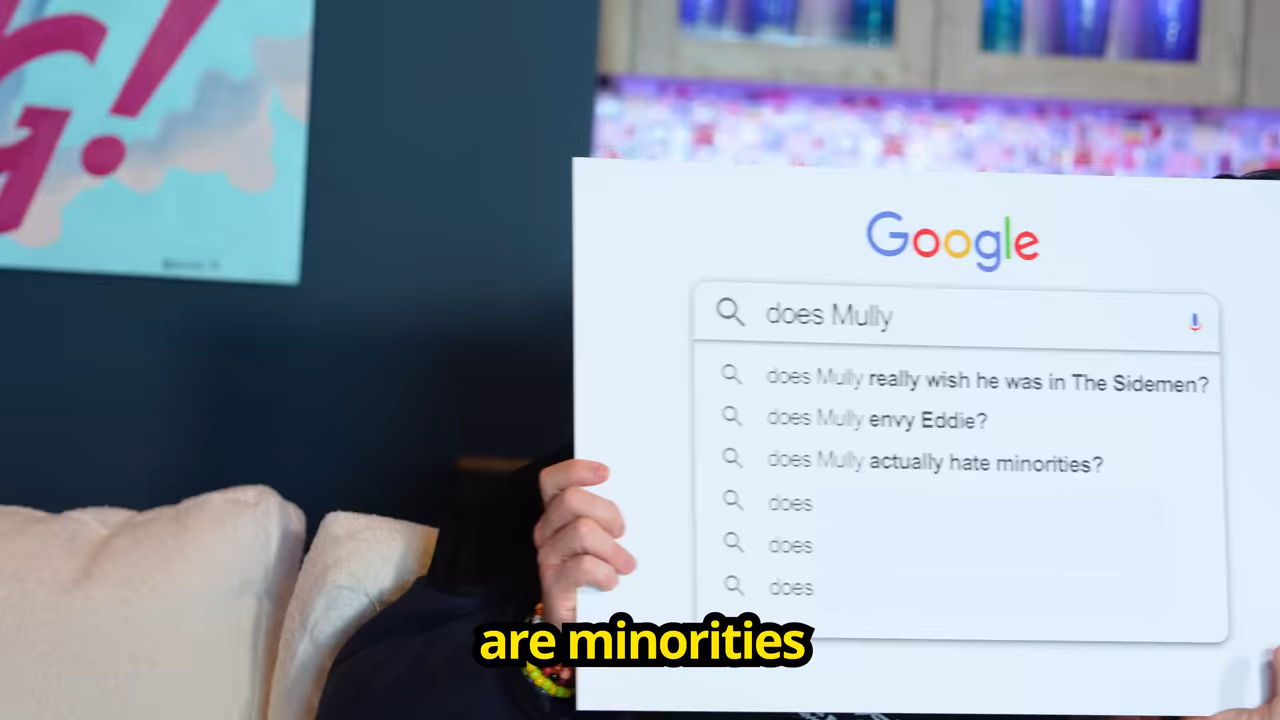 G!
Google
does Mully
does Mully really wish he was in The Sidemen?
does Mully envy Eddie?
does Mully actually hate minorities?
does
does
does
are minorities